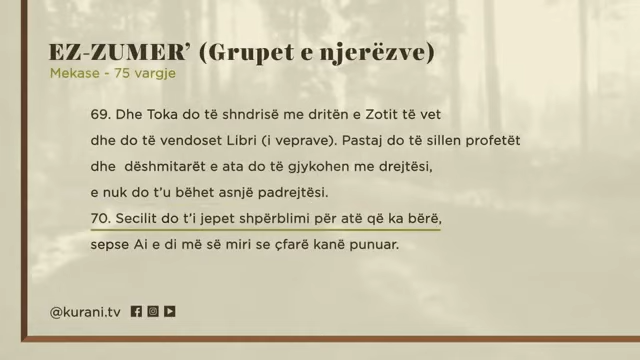 EZ-ZUMER’ (Grupet e njerëzve)
Mekase - 75 vargje
69. Dhe Toka do të shndrisë me dritën e Zotit të vet
dhe do të vendoset Libri (i veprave). Pastaj do të sillen profetët
dhe dëshmitarët e ata do të gjykohen me drejtësi,
e nuk do t’u bëhet asnjë padrejtësi.
70. Secilit do t’i jepet shpërblimi për atë që ka bërë,
sepse Ai e di më së miri se çfarë kanë punuar.
@kurani.tv